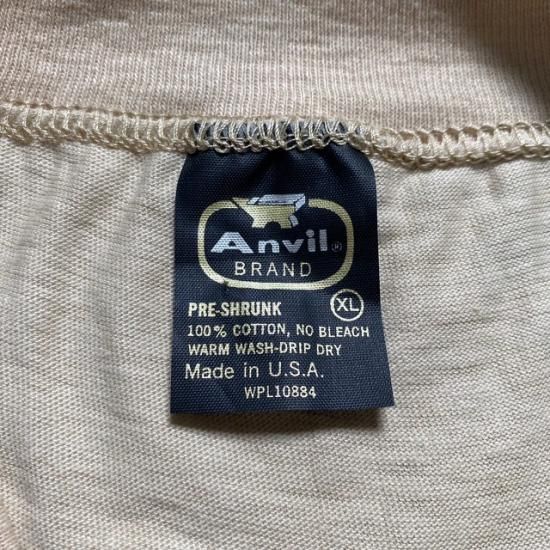 Anvil®
BRAND
PRE-SHRUNK XL
100% COTTON, NO BLEACH
WARM WASH-DRIP DRY
Made in U.S.A.
WPL10884